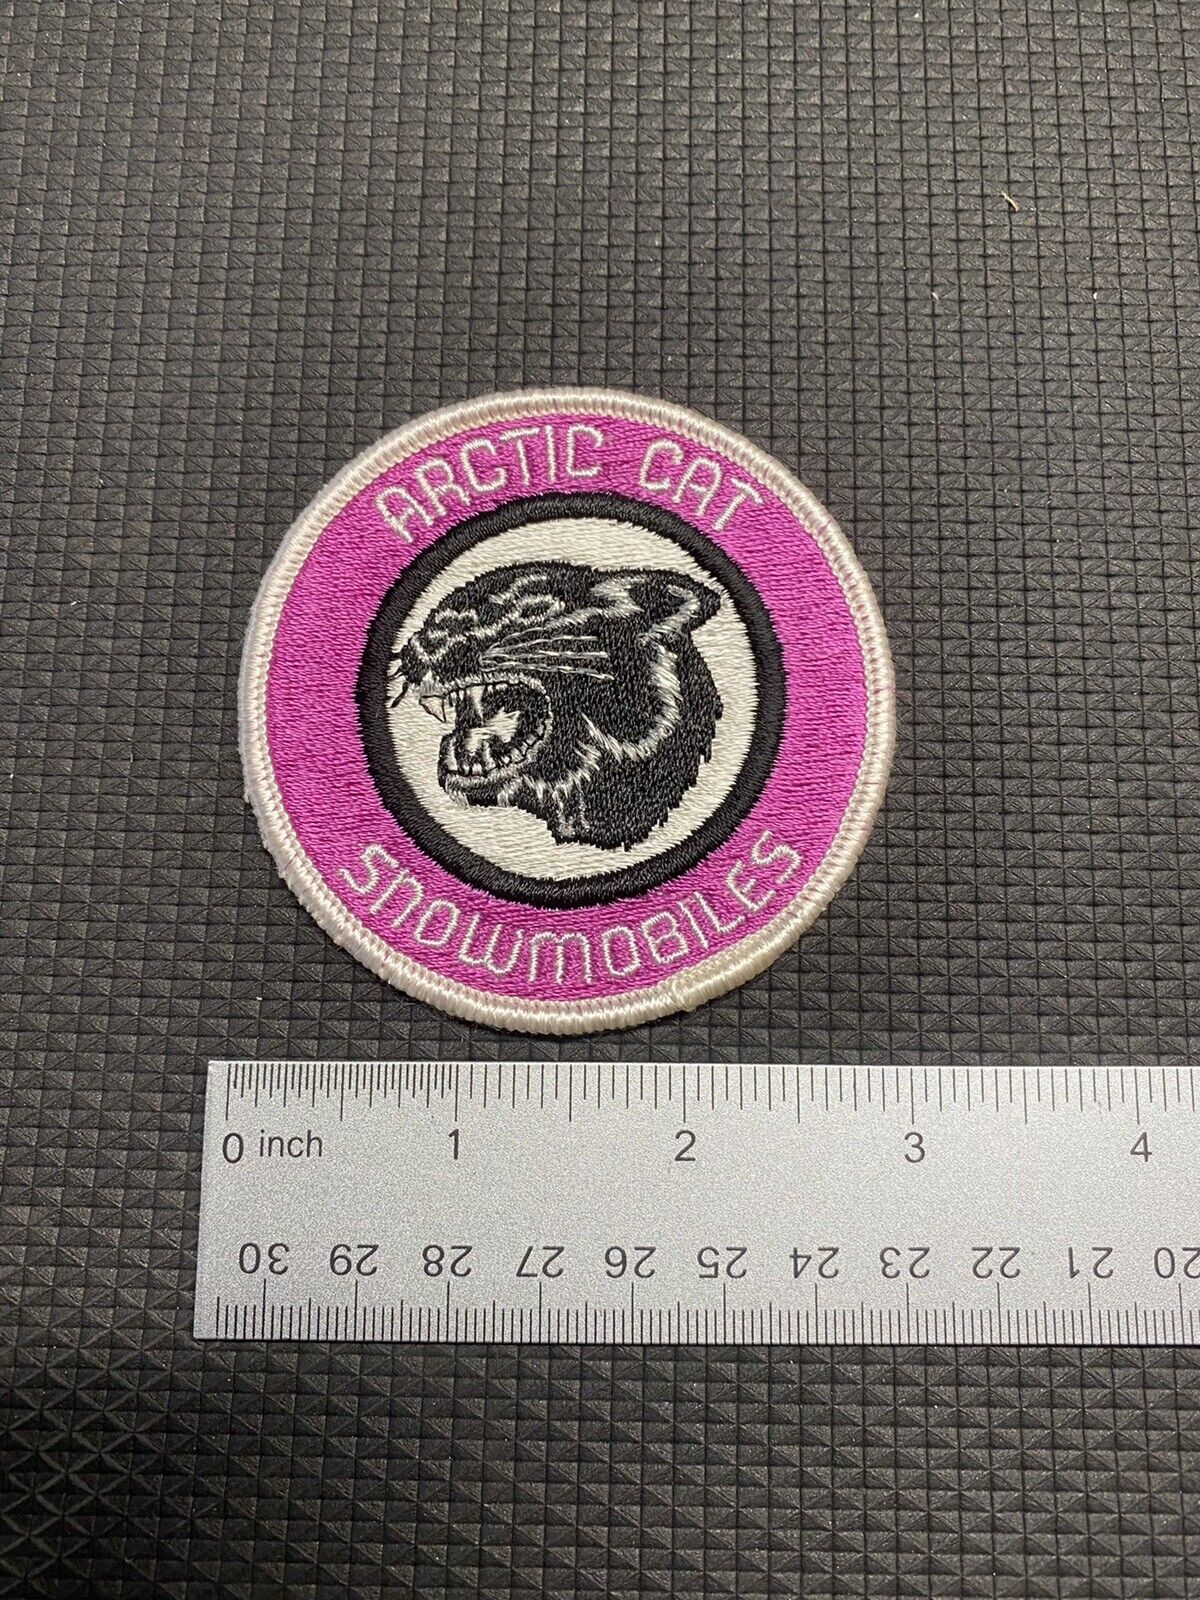 ARCTIC CAT
SNOWMOBILES
0 inch 1 2 3 4
30 29 28 27 26 25 24 23 22 21 20